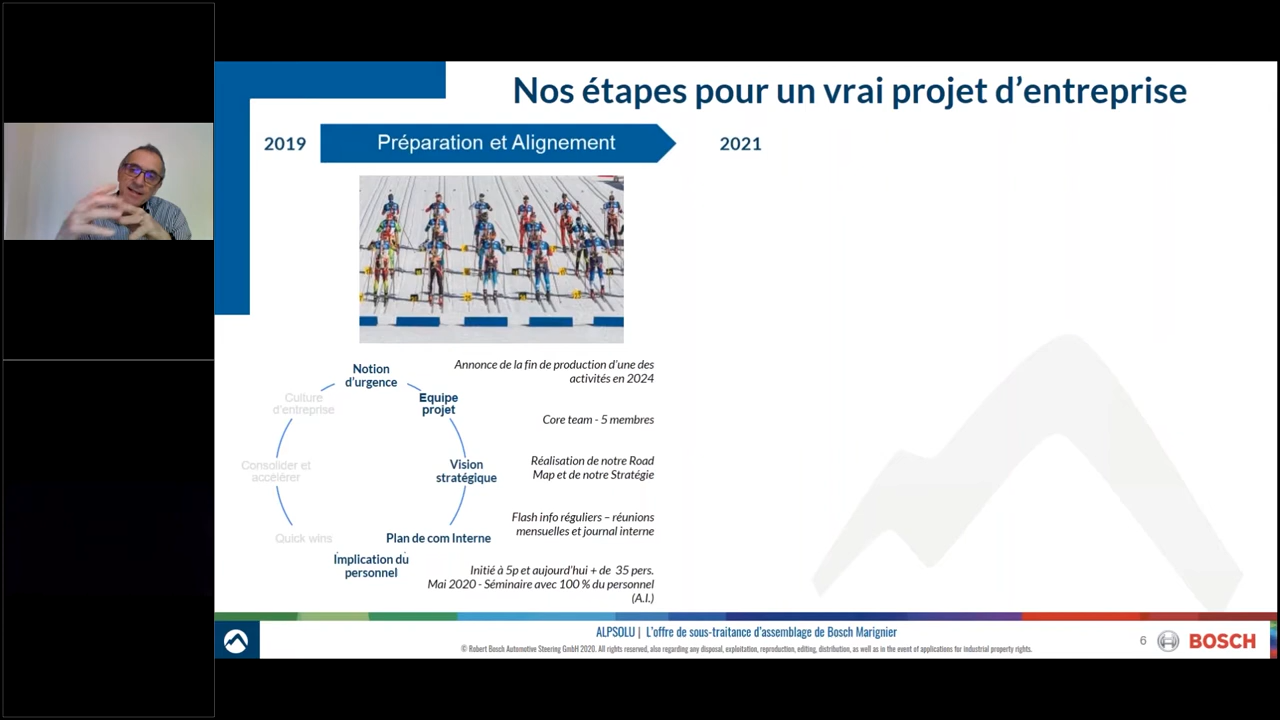 Nos étapes pour un vrai projet d’entreprise
2019
Préparation et Alignement
2021
Notion
d’urgence
Annonce de la fin de production d’une des
activités en 2024
Culture
d’entreprise
Equipe
projet
Core team - 5 membres
Consolider et
accélérer
Vision
stratégique
Réalisation de notre Road
Map et de notre Stratégie
Quick wins
Plan de com Interne
Flash info réguliers – réunions
mensuelles et journal interne
Implication du
personnel
Initié à 5p et aujourd’hui + de 35 pers.
Mai 2020 - Séminaire avec 100 % du personnel
(A.I.)
ALPSOLU | L’offre de sous-traitance d’assemblage de Bosch Marignier
© Robert Bosch Automotive Steering GmbH 2020. All rights reserved, also regarding any disposal, exploitation, reproduction, editing, distribution, as well as in the event of applications for industrial property rights.
6
BOSCH